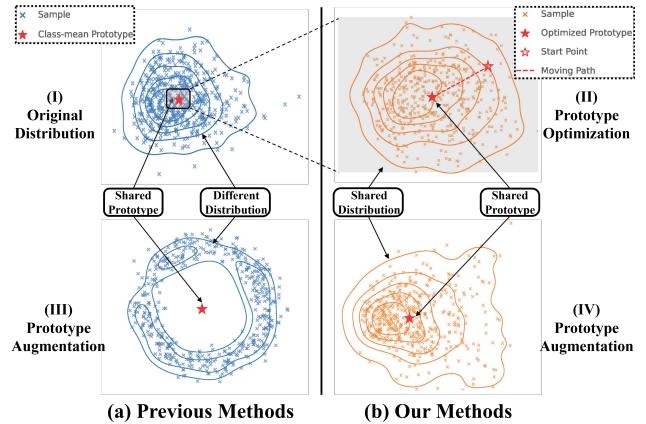 Sample
Class-mean Prototype
Sample
Optimized Prototype
Start Point
Moving Path
(I)
Original
Distribution
(II)
Prototype
Optimization
Shared
Prototype
Different
Distribution
Shared
Distribution
Shared
Prototype
(III)
Prototype
Augmentation
(IV)
Prototype
Augmentation
(a) Previous Methods
(b) Our Methods